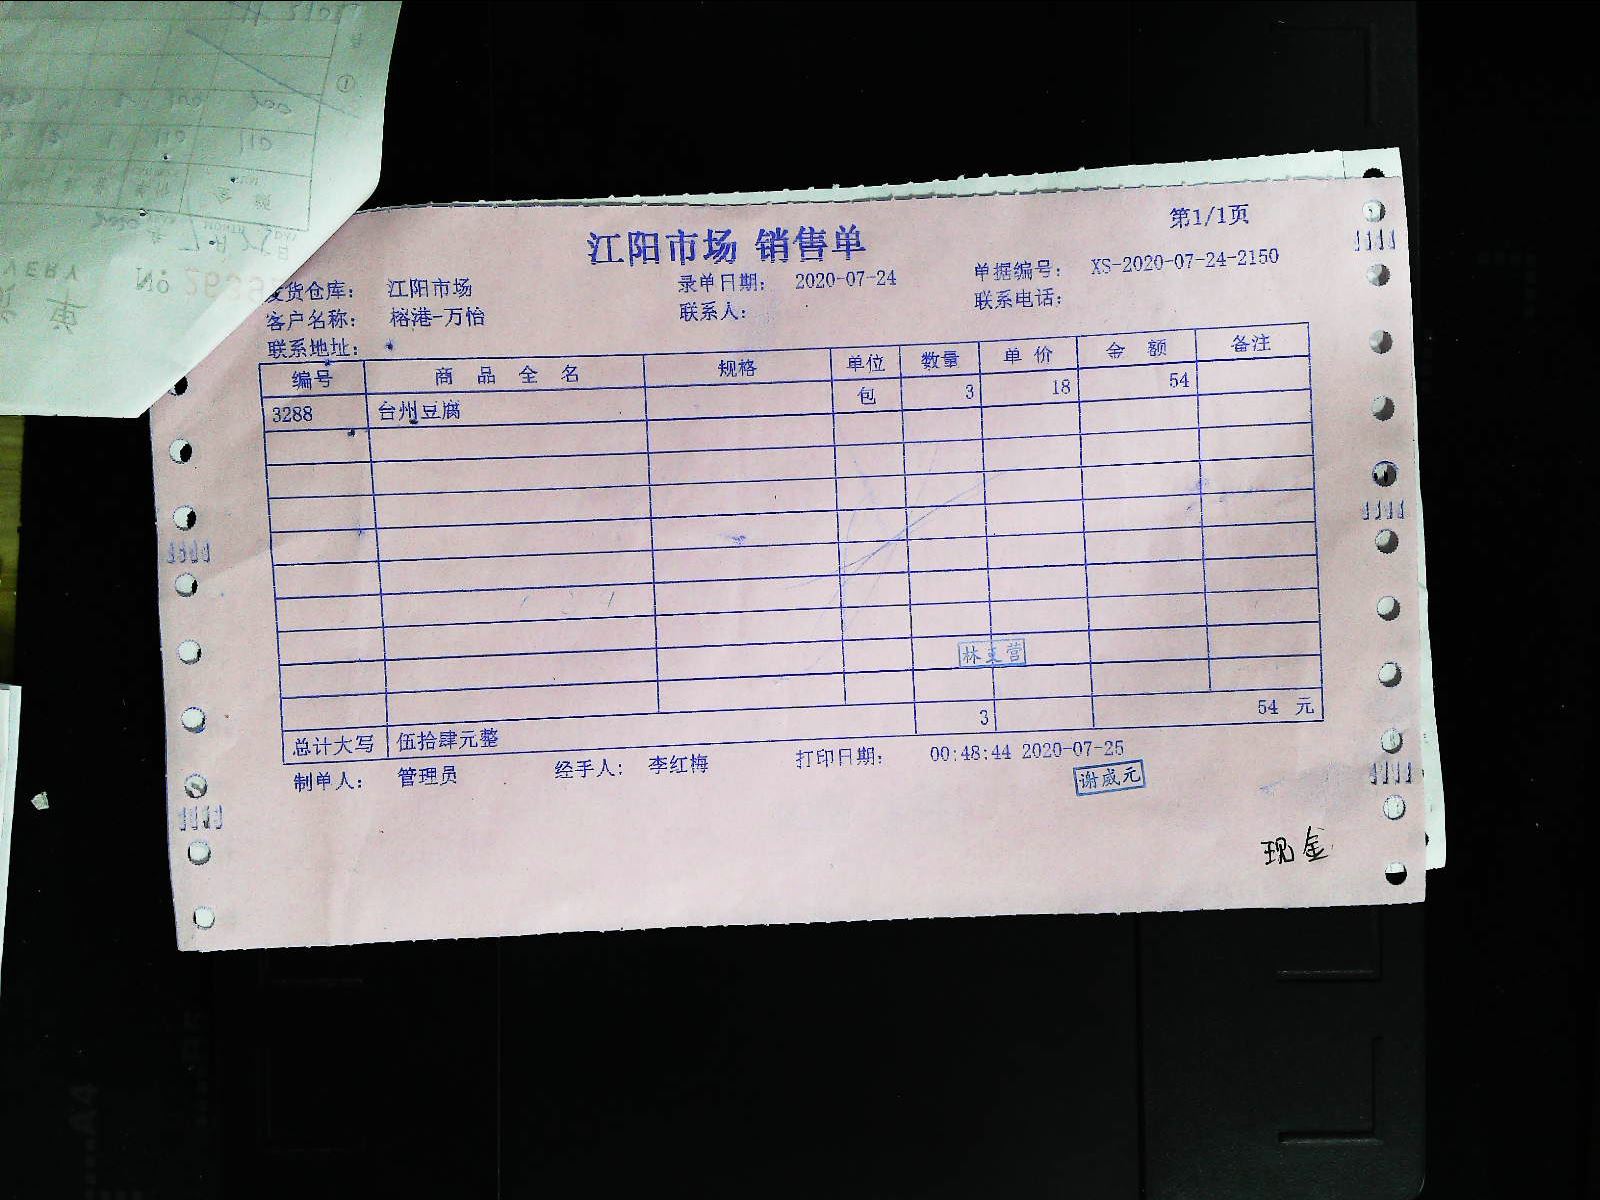 江阳市场 销售单
第1/1页
发货仓库： 江阳市场 录单日期： 2020-07-24 单据编号： XS-2020-07-24-2150
客户名称： 榕港-万怡 联系人： 联系电话：
联系地址：
编号 商品全名 规格 单位 数量 单价 金额 备注
3288 台州豆腐 包 3 18 54
总计大写 伍拾肆元整 3 54 元
制单人： 管理员 经手人： 李红梅 打印日期： 00:48:44 2020-07-25
谢威元
现金